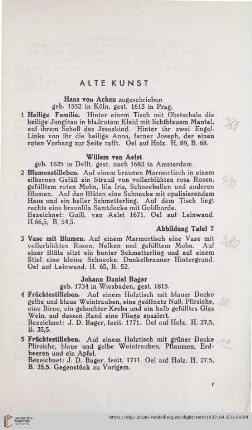 ALTE KUNST
Hans von Achen zugeschrieben
geb. 1552 in Köln, gest. 1615 in Prag.
1 Heilige Familie. Hinter einem Tisch mit Obstschale die
heilige Jungfrau in blaßrotem Kleid mit lichtblauem Mantel,
auf ihrem Schoß das Jesuskind. Hinter ihr zwei Engel.
Links von ihr die heilige Anna, ferner Joseph, der einen
roten Vorhang zur Seite rafft. Oel auf Holz. H. 89, B. 68.
Willem van Aelst
geb. 1626 in Delft, gest. nach 1683 in Amsterdam.
2 Blumenstilleben. Auf einem braunen Marmortisch in einem
silbernen Gefäß ein Strauß von vollerblühten rosa Rosen,
gefülltem rotem Mohn, lila Iris, Schneeballen und anderen
Blumen. Auf den Blüten eine Schnecke mit opalisierendem
Haus und ein heller Schmetterling. Auf dem Tisch liegt
rechts eine braunlila Samtdecke mit Goldborde.
Bezeichnet: Guill. van Aelst 1671. Oel auf Leinwand.
H. 66,5, B. 54.5.
Abbildung Tafel 7
3 Vase mit Blumen. Auf einem Marmortisch eine Vase mit
vollerblühten Rosen, Nelken und gefülltem Mohn. Auf
einer Blüte sitzt ein bunter Schmetterling und auf einem
Stiel eine kleine Schnecke. Dunkelbrauner Hintergrund.
Oel auf Leinwand. H. 65, B. 52.
Johann Daniel Bager
geb. 1734 in Wiesbaden, gest. 1815.
4 Früchtestilleben. Auf einem Holztisch mit blauer Decke
gelbe und blaue Weintrauben, eine geöffnete Nuß, Pfirsiche,
eine Birne, ein gekochter Krebs und ein halb gefülltes Glas
Wein, auf dessen Rand eine Fliege spaziert.
Bezeichnet: J. D. Bager, fecit. 1771. Oel auf Holz. H. 27,5,
B. 35.5.
5 Früchtestilleben. Auf einem Holztisch mit grüner Decke
Pfirsiche, blaue und gelbe Weintrauben, Pflaumen, Erd-
beeren und ein Apfel.
Bezeichnet: J. D. Bager, fecit. 1771. Oel auf Holz. H. 27,5,
B. 35.5. Gegenstück zu Vorigem.